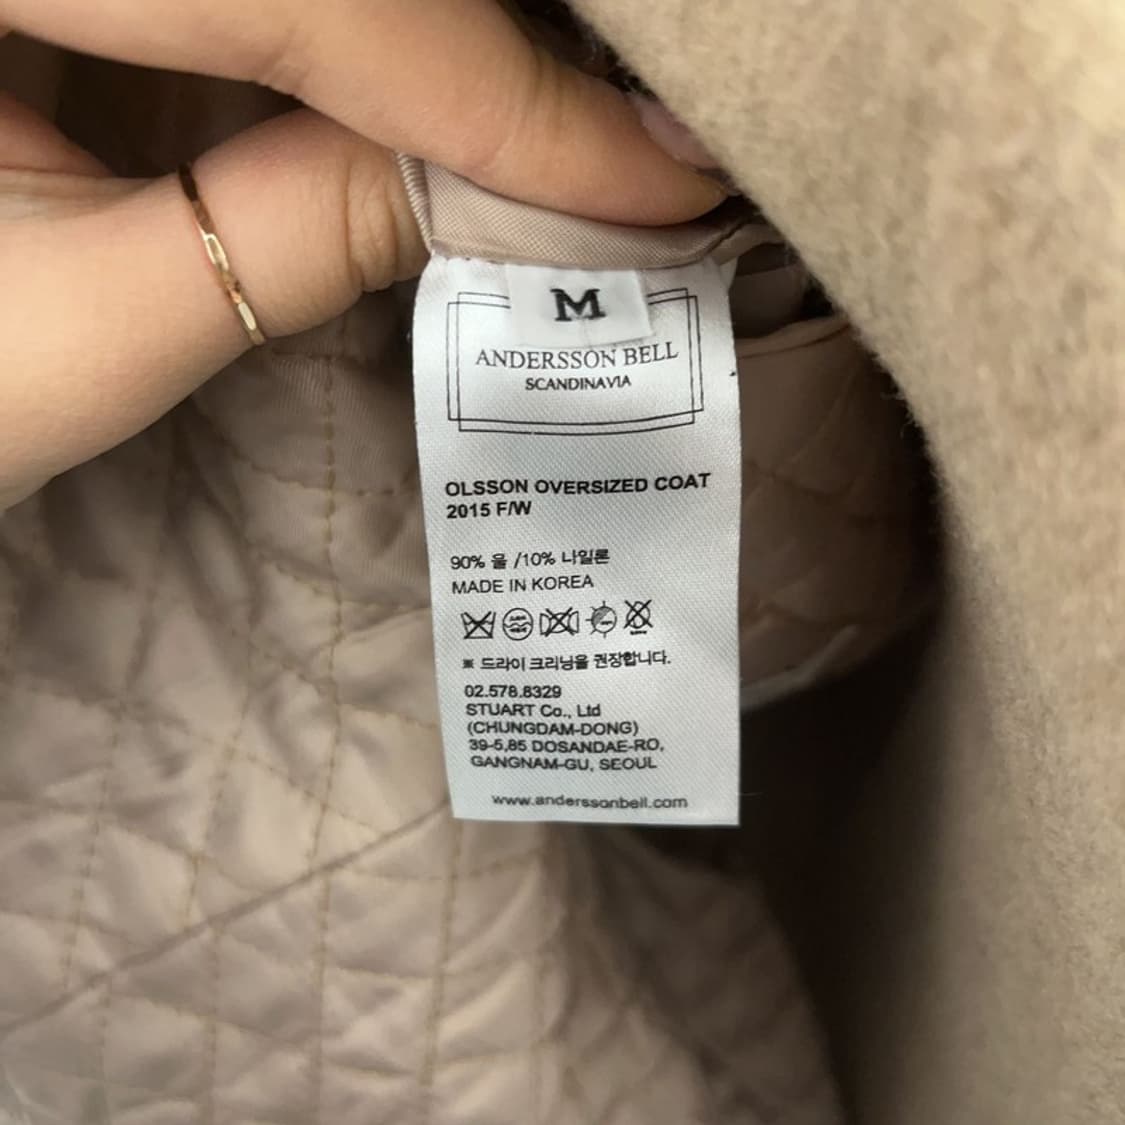 M
ANDERSSON BELL
SCANDINAVIA
OLSSON OVERSIZED COAT
2015 F/W
90% 울 /10% 나일론
MADE IN KOREA
※ 드라이 크리닝을 권장합니다.
02.578.8329
STUART Co., Ltd
(CHUNGDAM-DONG)
39-5,85 DOSANDAE-RO,
GANGNAM-GU, SEOUL
www.anderssonbell.com